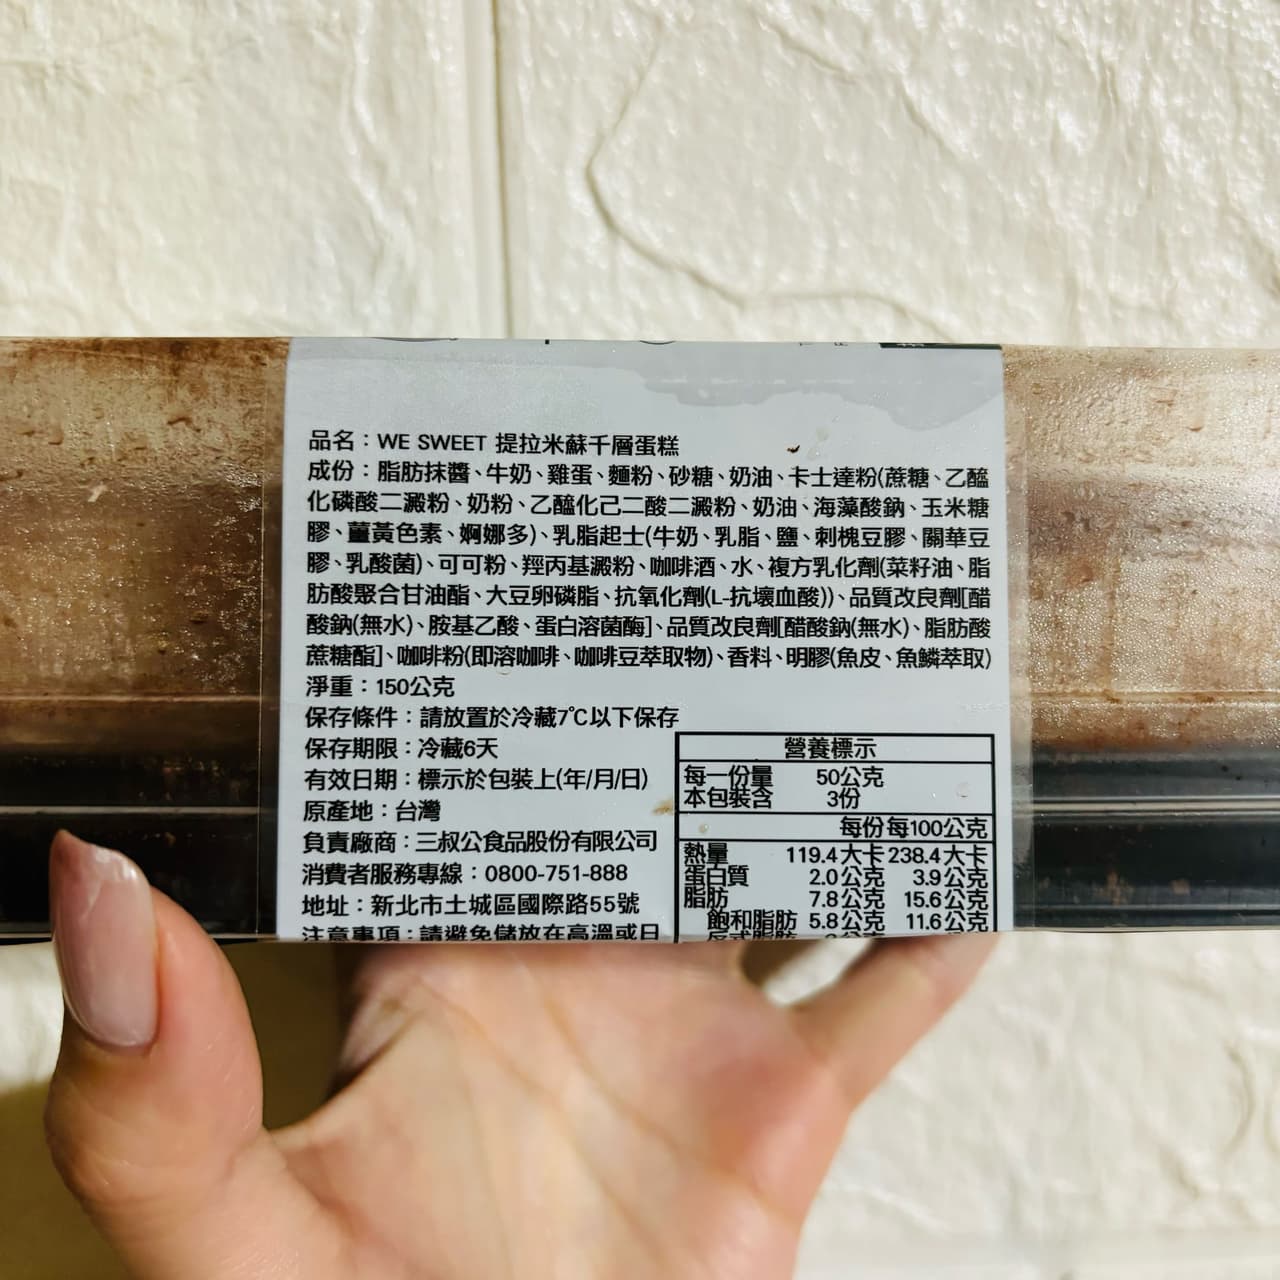 品名：WE SWEET 提拉米蘇千層蛋糕
成份：脂肪抹醬、牛奶、雞蛋、麵粉、砂糖、奶油、卡士達粉(蔗糖、乙醯
化磷酸二澱粉、奶粉、乙醯化己二酸二澱粉、奶油、海藻酸鈉、玉米糖
膠、薑黃色素、婀娜多)、乳脂起士(牛奶、乳脂、鹽、刺槐豆膠、關華豆
膠、乳酸菌)、可可粉、羥丙基澱粉、咖啡酒、水、複方乳化劑(菜籽油、脂
肪酸聚合甘油酯、大豆卵磷脂、抗氧化劑(L-抗壞血酸))、品質改良劑[醋
酸鈉(無水)、胺基乙酸、蛋白溶菌酶]、品質改良劑[醋酸鈉(無水)、脂肪酸
蔗糖酯]、咖啡粉(即溶咖啡、咖啡豆萃取物)、香料、明膠(魚皮、魚鱗萃取)
淨重：150公克
保存條件：請放置於冷藏7℃以下保存
保存期限：冷藏6天
有效日期：標示於包裝上(年/月/日)
原產地：台灣
負責廠商：三叔公食品股份有限公司
消費者服務專線：0800-751-888
地址：新北市土城區國際路55號
注意事項：請避免儲放在高溫或日
營養標示
每一份量 50公克
本包裝含 3份
每份 每100公克
熱量 119.4大卡 238.4大卡
蛋白質 2.0公克 3.9公克
脂肪 7.8公克 15.6公克
飽和脂肪 5.8公克 11.6公克